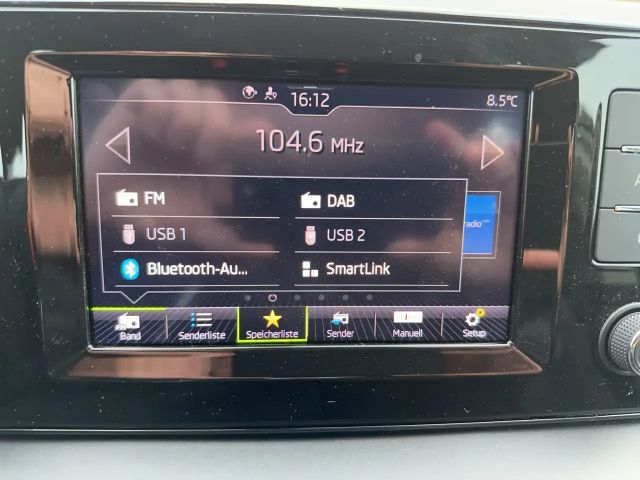 16:12 8.5°C
104.6 MHz
FM DAB
radio
USB 1 USB 2
Bluetooth-Au... SmartLink
Band Senderliste Speicherliste Sender Manuell Setup